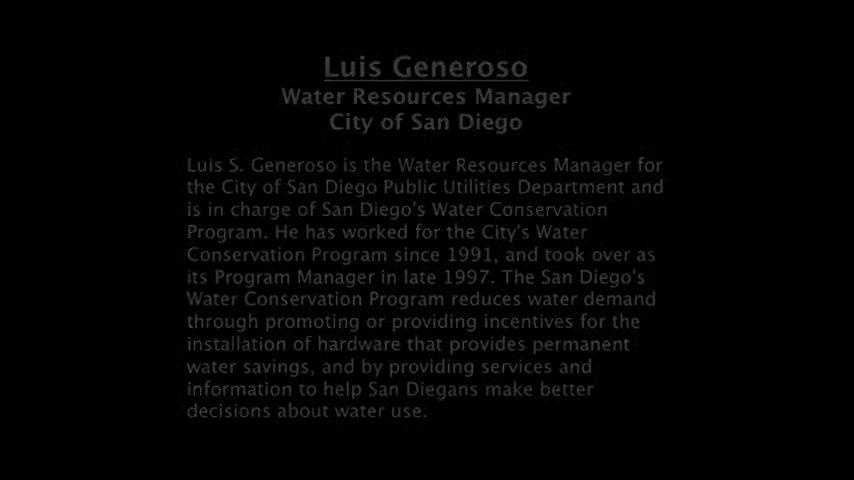 Luis Generoso
Water Resources Manager
City of San Diego
Luis S. Generoso is the Water Resources Manager for
the City of San Diego Public Utilities Department and
is in charge of San Diego's Water Conservation
Program. He has worked for the City's Water
Conservation Program since 1991, and took over as
its Program Manager in late 1997. The San Diego's
Water Conservation Program reduces water demand
through promoting or providing incentives for the
installation of hardware that provides permanent
water savings, and by providing services and
information to help San Diegans make better
decisions about water use.